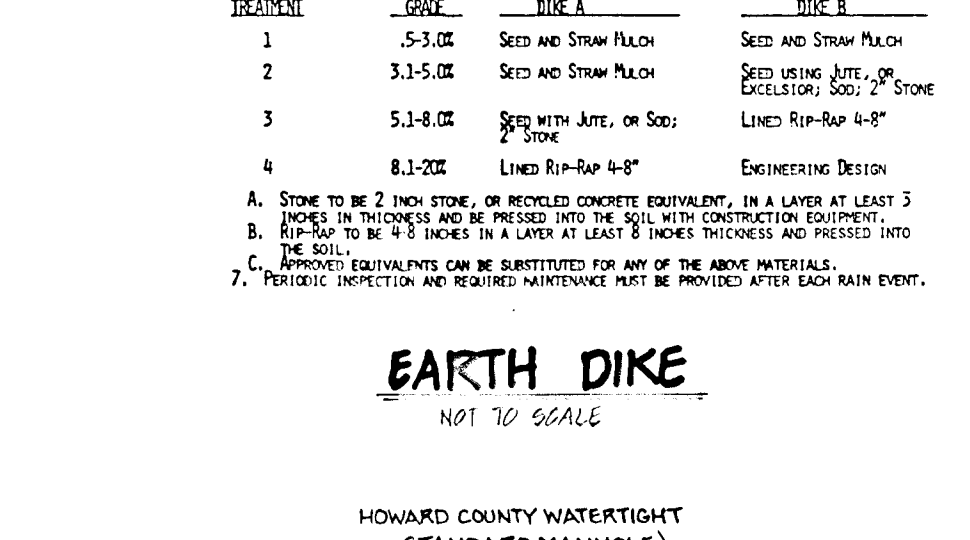 TREATMENT GRADE DIKE A DIKE B
1 .5-3.0% SEED AND STRAW MULCH SEED AND STRAW MULCH
2 3.1-5.0% SEED AND STRAW MULCH SEED USING JUTE, OR
EXCELSIOR; SOD; 2" STONE
3 5.1-8.0% SEED WITH JUTE, OR SOD; LINED RIP-RAP 4-8"
2" STONE
4 8.1-20% LINED RIP-RAP 4-8" ENGINEERING DESIGN
A. STONE TO BE 2 INCH STONE, OR RECYCLED CONCRETE EQUIVALENT, IN A LAYER AT LEAST 3
INCHES IN THICKNESS AND BE PRESSED INTO THE SOIL WITH CONSTRUCTION EQUIPMENT.
B. RIP-RAP TO BE 4-8 INCHES IN A LAYER AT LEAST 8 INCHES THICKNESS AND PRESSED INTO
THE SOIL.
C. APPROVED EQUIVALENTS CAN BE SUBSTITUTED FOR ANY OF THE ABOVE MATERIALS.
7. PERIODIC INSPECTION AND REQUIRED MAINTENANCE MUST BE PROVIDED AFTER EACH RAIN EVENT.
EARTH DIKE
NOT TO SCALE
HOWARD COUNTY WATERTIGHT
STANDARD MANHOLE)